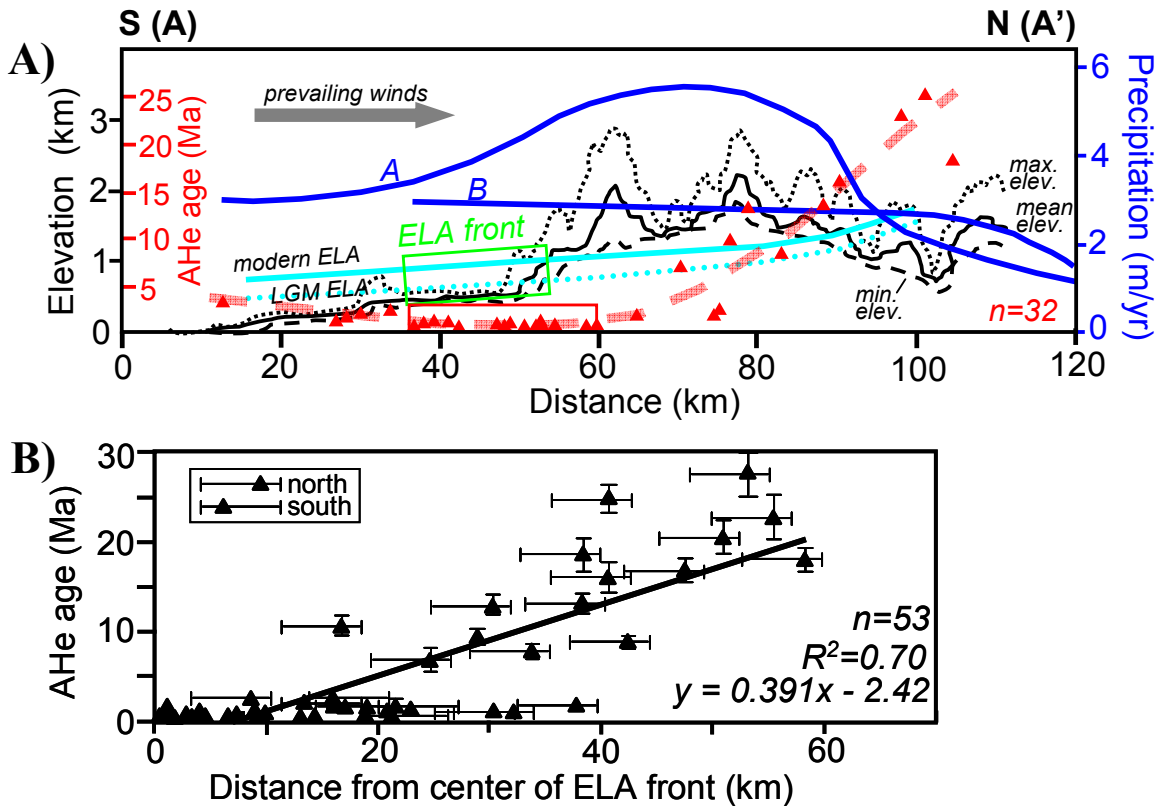 S (A)
N (A')
A)
Elevation (km)
3
2
1
0
AHe age (Ma)
25
20
15
10
5
prevailing winds
A
B
ELA front
modern ELA
LGM ELA
max. elev.
mean elev.
min. elev.
n=32
Precipitation (m/yr)
6
4
2
0
0 20 40 60 80 100 120
Distance (km)
B)
AHe age (Ma)
30
20
10
0
north
south
n=53
R²=0.70
y = 0.391x - 2.42
0 20 40 60
Distance from center of ELA front (km)